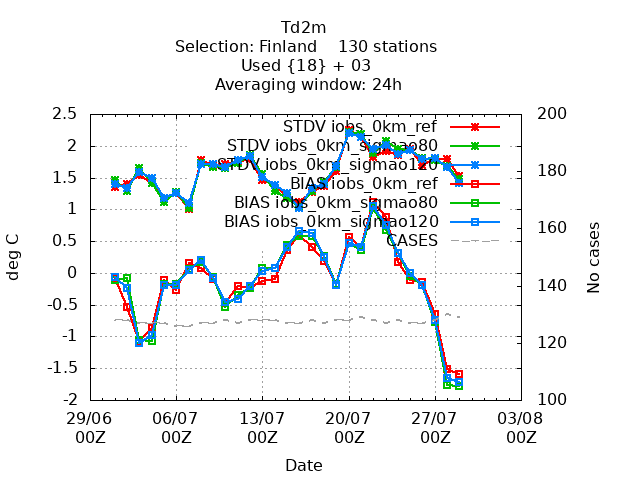 Td2m
Selection: Finland    130 stations
Used {18} + 03
Averaging window: 24h
2.5
2
1.5
1
0.5
0
-0.5
-1
-1.5
-2
deg C
200
180
160
140
120
100
No cases
STDV iobs_0km_ref
STDV iobs_0km_sigmao80
STDV iobs_0km_sigmao120
BIAS iobs_0km_ref
BIAS iobs_0km_sigmao80
BIAS iobs_0km_sigmao120
CASES
29/06 06/07 13/07 20/07 27/07 03/08
00Z 00Z 00Z 00Z 00Z 00Z
Date